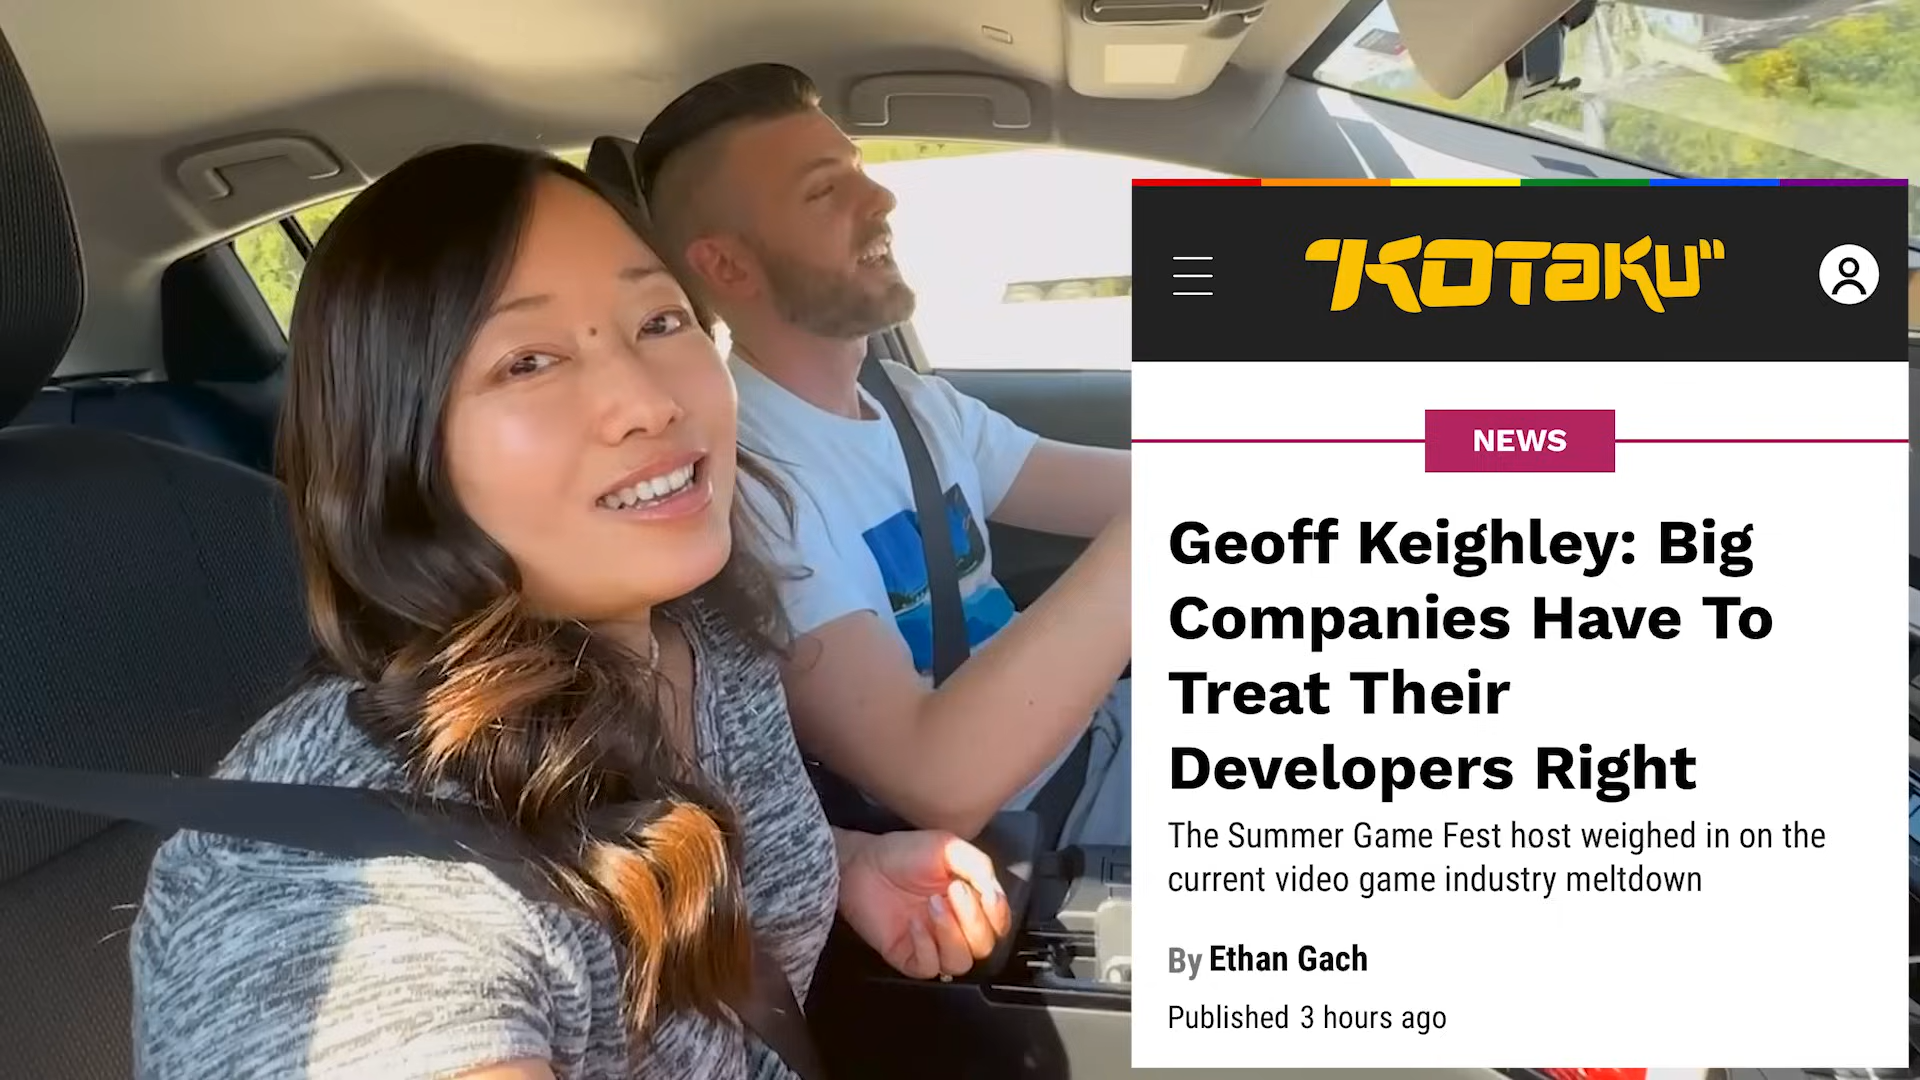 KOTAKU
NEWS
Geoff Keighley: Big
Companies Have To
Treat Their
Developers Right
The Summer Game Fest host weighed in on the
current video game industry meltdown
By Ethan Gach
Published 3 hours ago